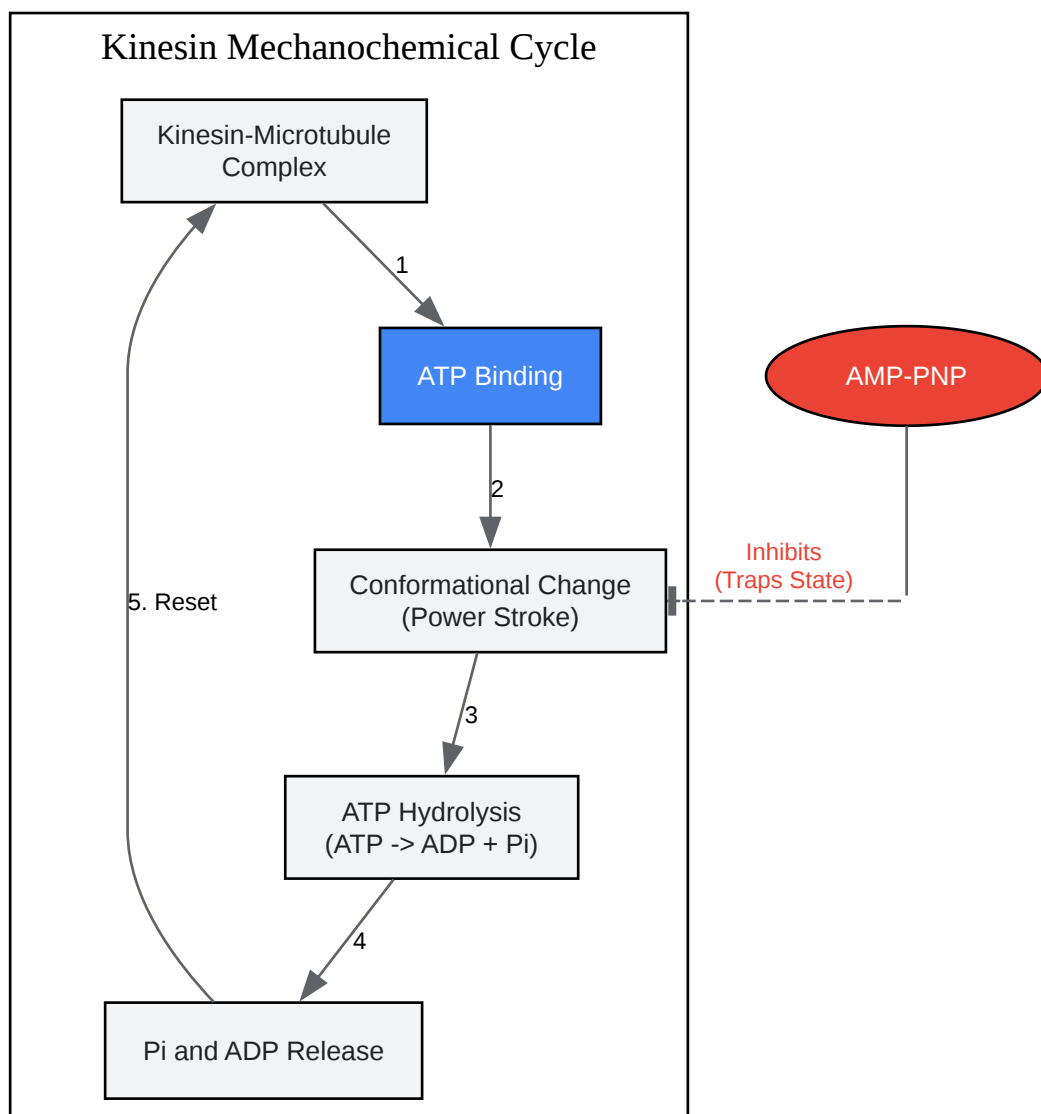 Kinesin Mechanochemical Cycle
Kinesin-Microtubule
Complex
1
ATP Binding
AMP-PNP
2
Inhibits
(Traps State)
Conformational Change
(Power Stroke)
5. Reset
3
ATP Hydrolysis
(ATP -> ADP + Pi)
4
Pi and ADP Release